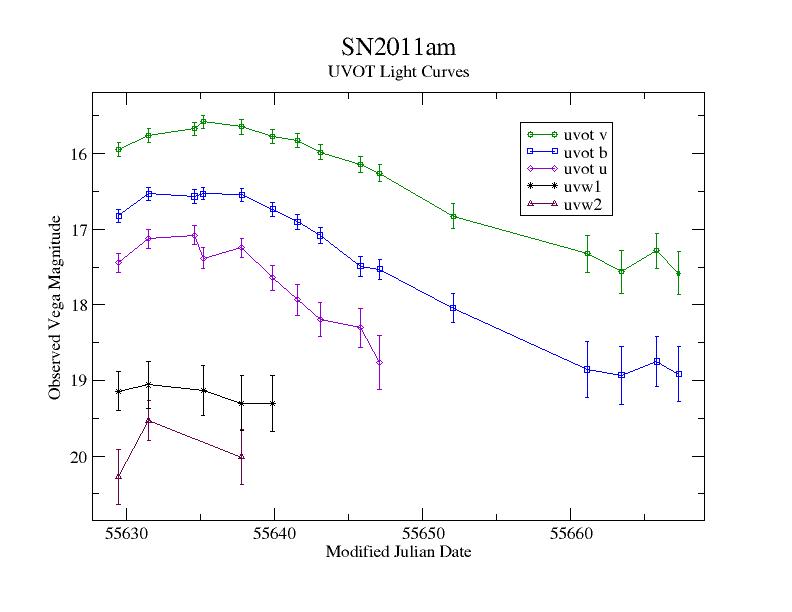 SN2011am
UVOT Light Curves
uvot v
uvot b
uvot u
uvw1
uvw2
16
17
18
19
20
Observed Vega Magnitude
55630 55640 55650 55660
Modified Julian Date